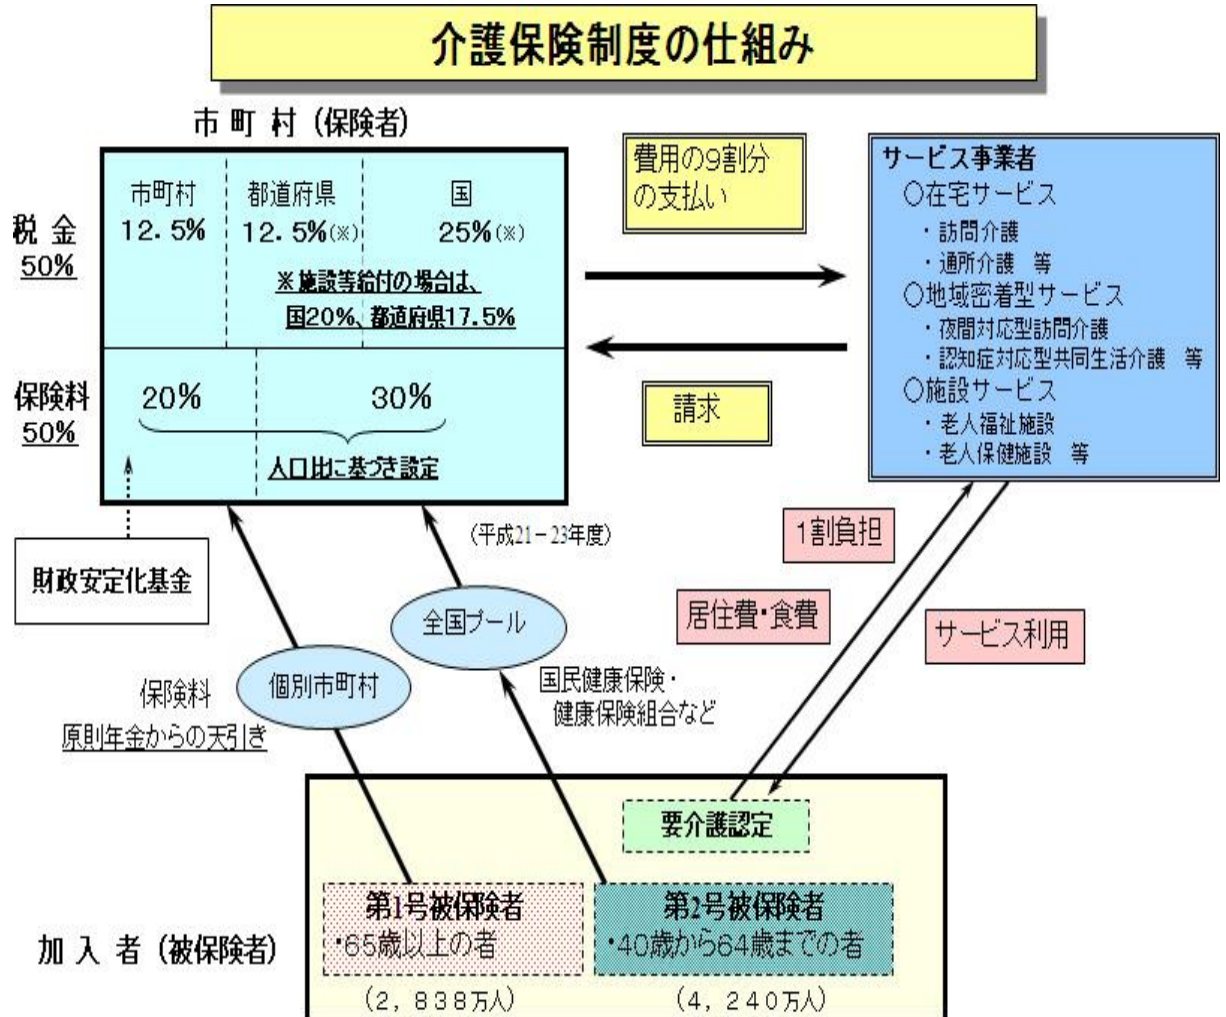 介護保険制度の仕組み
市 町 村（保険者）
市町村
12.5%
都道府県
12.5%(※)
国
25%(※)
税 金
50%
※施設等給付の場合は、
国20%、都道府県17.5%
保険料
50%
20%
30%
人口比に基づき設定
費用の9割分
の支払い
請求
サービス事業者
○在宅サービス
・訪問介護
・通所介護 等
○地域密着型サービス
・夜間対応型訪問介護
・認知症対応型共同生活介護 等
○施設サービス
・老人福祉施設
・老人保健施設 等
財政安定化基金
(平成21－23年度)
全国プール
個別市町村
保険料
原則年金からの天引き
国民健康保険・
健康保険組合など
1割負担
居住費・食費
サービス利用
要介護認定
第1号被保険者
・65歳以上の者
第2号被保険者
・40歳から64歳までの者
加 入 者（被保険者）
(2，838万人)
(4，240万人)